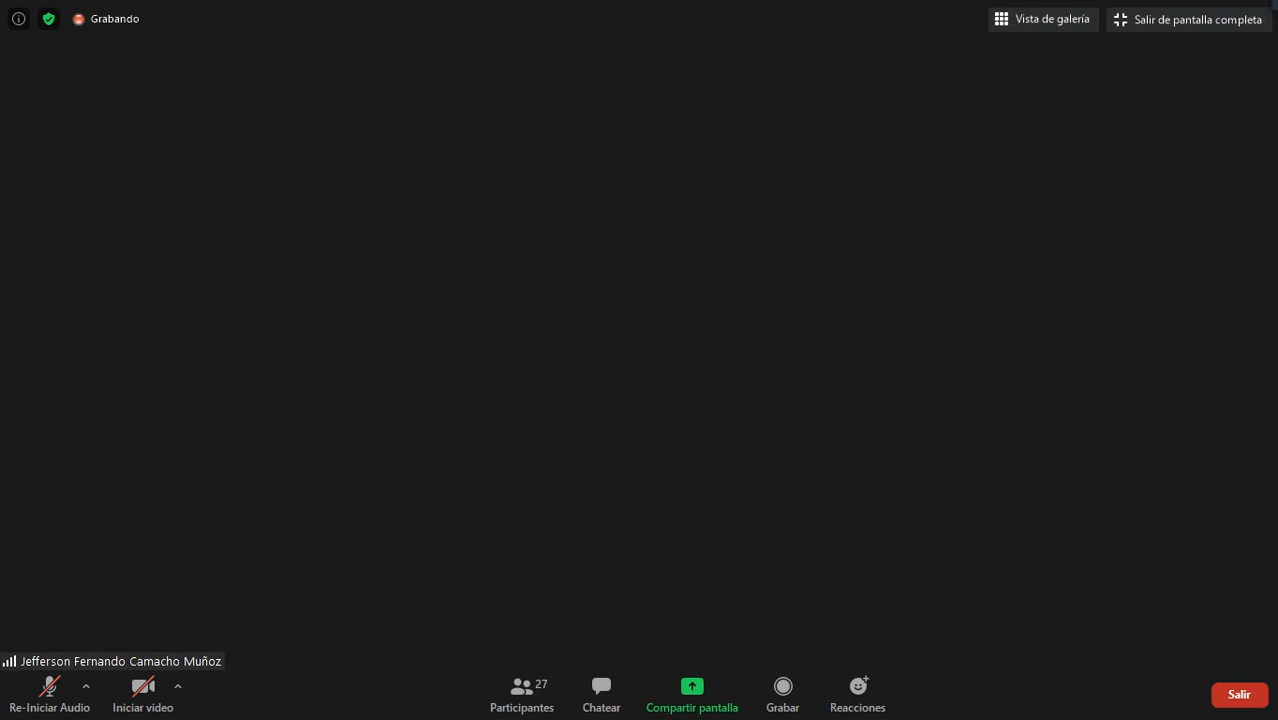 Grabando
Vista de galería
Salir de pantalla completa
Jefferson Fernando Camacho Muñoz
Re-Iniciar Audio
Iniciar video
Participantes 27
Chatear
Compartir pantalla
Grabar
Reacciones
Salir